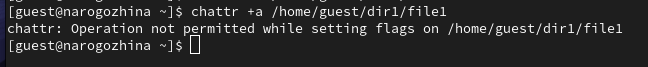 [guest@narogozhina ~]$ chattr +a /home/guest/dir1/file1
chattr: Operation not permitted while setting flags on /home/guest/dir1/file1
[guest@narogozhina ~]$